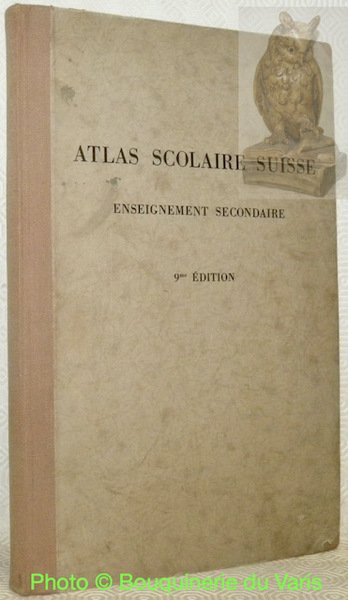 ATLAS SCOLAIRE SUISSE
ENSEIGNEMENT SECONDAIRE
9me ÉDITION
Photo © Bouquinerie du Varis